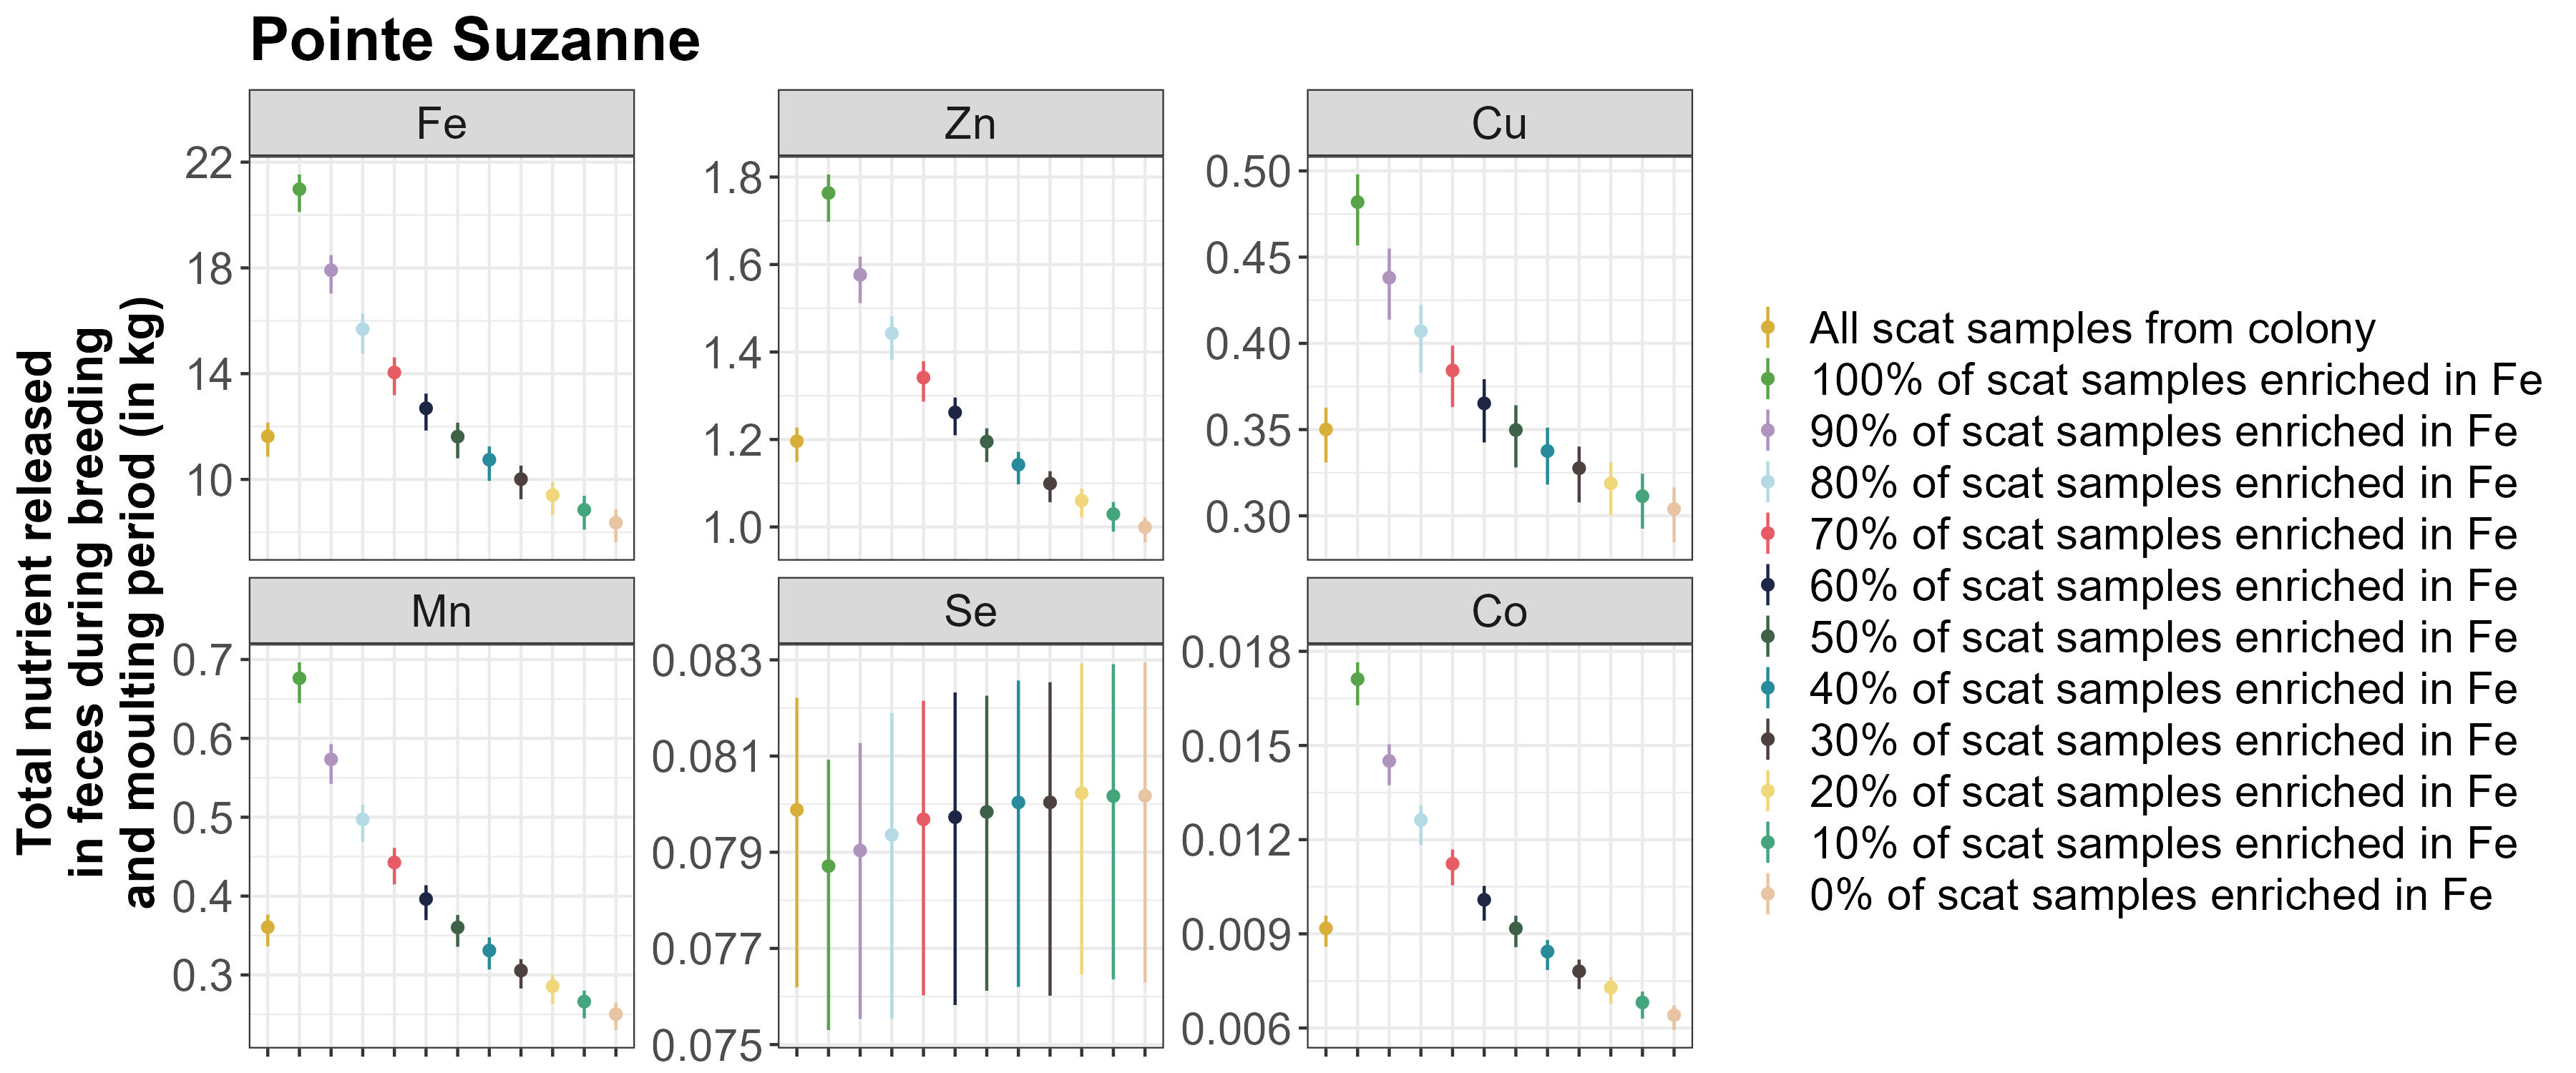 Pointe Suzanne
Total nutrient released
in feces during breeding
and moulting period (in kg)
Fe
22
18
14
10
Zn
1.8
1.6
1.4
1.2
1.0
Cu
0.50
0.45
0.40
0.35
0.30
Mn
0.7
0.6
0.5
0.4
0.3
Se
0.083
0.081
0.079
0.077
0.075
Co
0.018
0.015
0.012
0.009
0.006
All scat samples from colony
100% of scat samples enriched in Fe
90% of scat samples enriched in Fe
80% of scat samples enriched in Fe
70% of scat samples enriched in Fe
60% of scat samples enriched in Fe
50% of scat samples enriched in Fe
40% of scat samples enriched in Fe
30% of scat samples enriched in Fe
20% of scat samples enriched in Fe
10% of scat samples enriched in Fe
0% of scat samples enriched in Fe